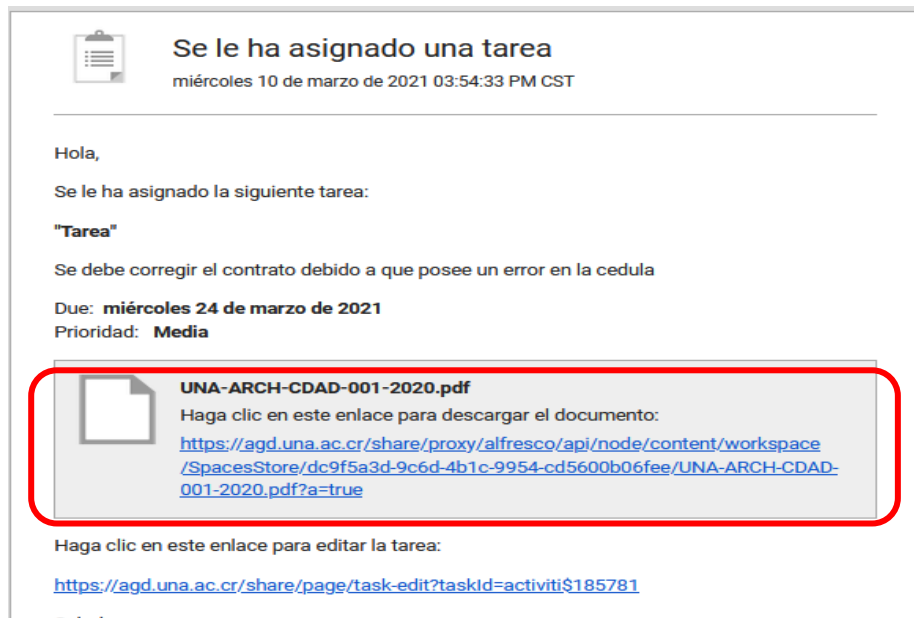 Se le ha asignado una tarea
miércoles 10 de marzo de 2021 03:54:33 PM CST
Hola,
Se le ha asignado la siguiente tarea:
"Tarea"
Se debe corregir el contrato debido a que posee un error en la cedula
Due: miércoles 24 de marzo de 2021
Prioridad: Media
UNA-ARCH-CDAD-001-2020.pdf
Haga clic en este enlace para descargar el documento:
https://agd.una.ac.cr/share/proxy/alfresco/api/node/content/workspace
/SpacesStore/dc9f5a3d-9c6d-4b1c-9954-cd5600b06fee/UNA-ARCH-CDAD-
001-2020.pdf?a=true
Haga clic en este enlace para editar la tarea:
https://agd.una.ac.cr/share/page/task-edit?taskId=activiti$185781